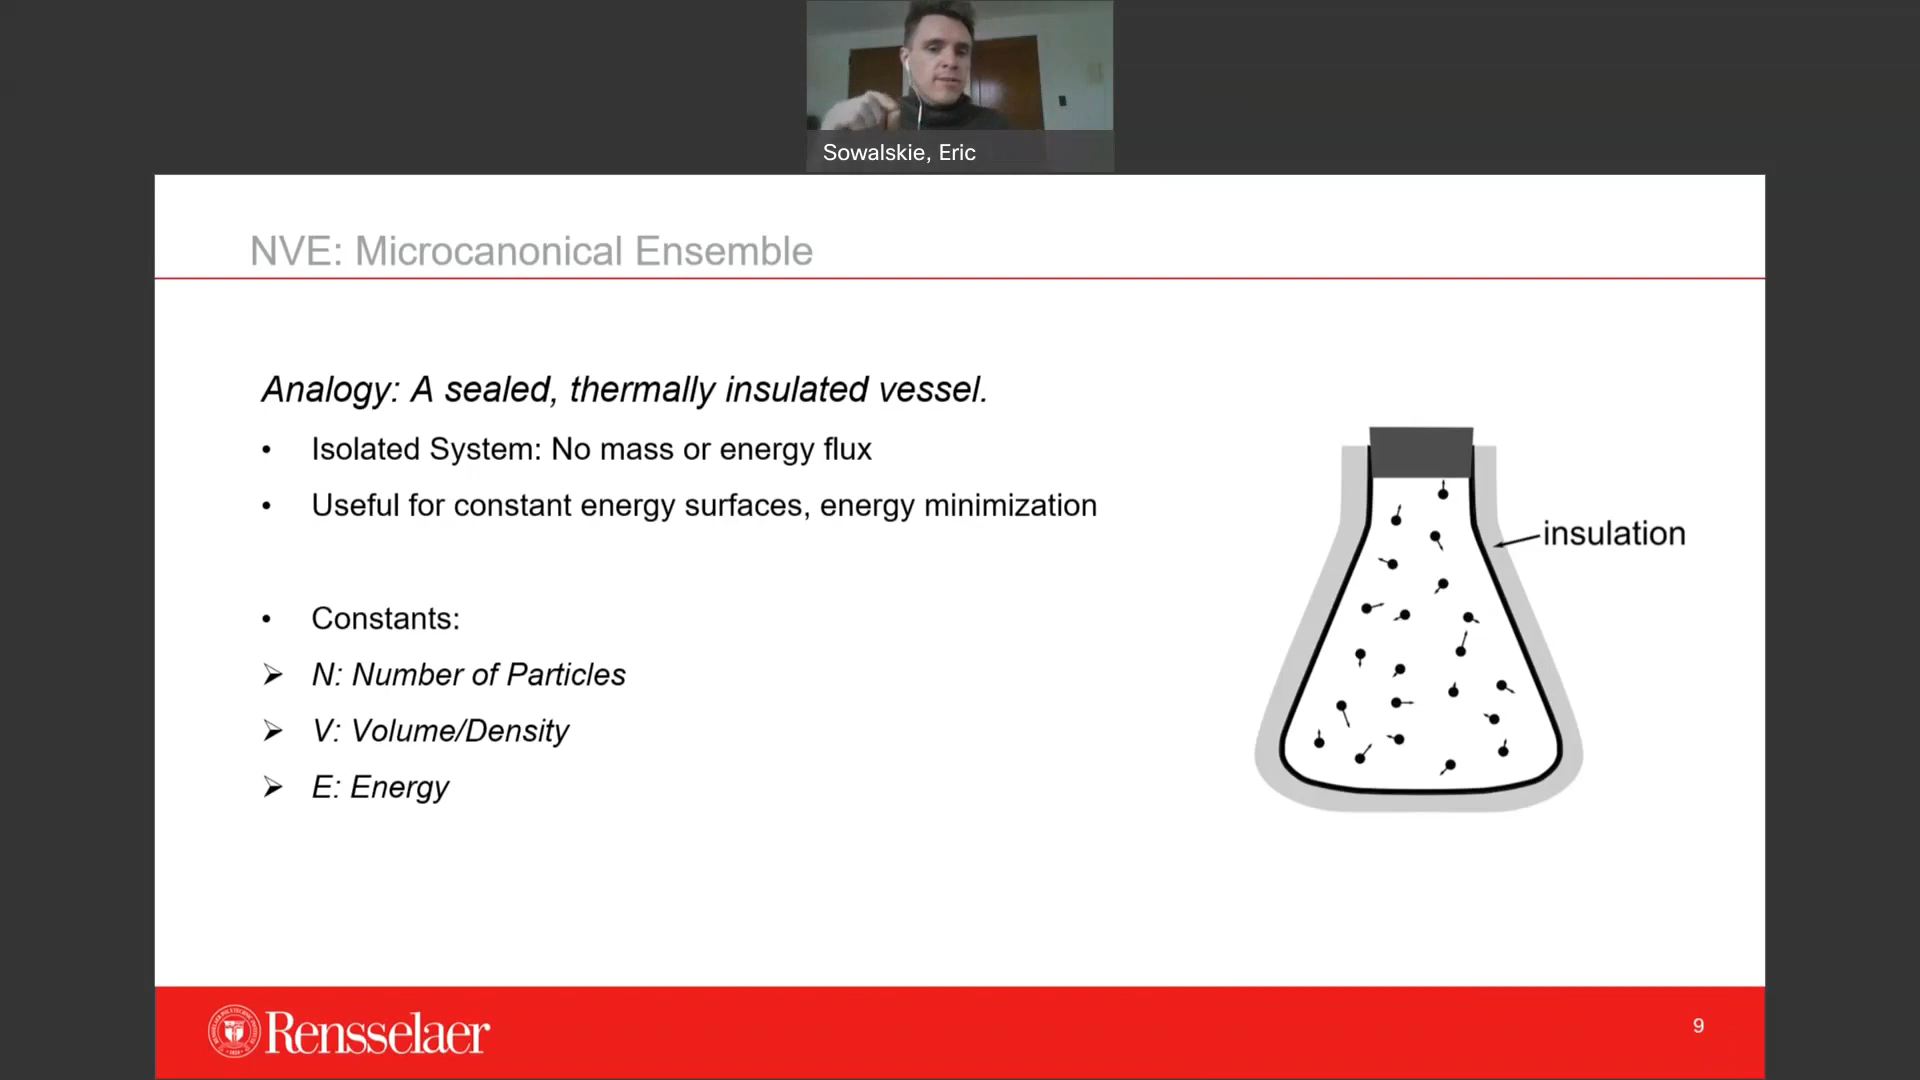 Sowalskie, Eric
NVE: Microcanonical Ensemble
Analogy: A sealed, thermally insulated vessel.
• Isolated System: No mass or energy flux
• Useful for constant energy surfaces, energy minimization
• Constants:
➢ N: Number of Particles
➢ V: Volume/Density
➢ E: Energy
insulation
Rensselaer
9